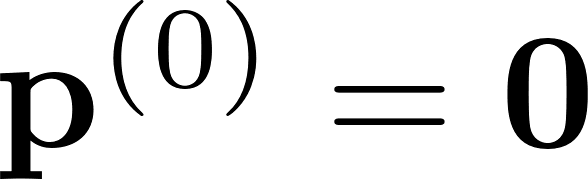 p⁽⁰⁾ = 0